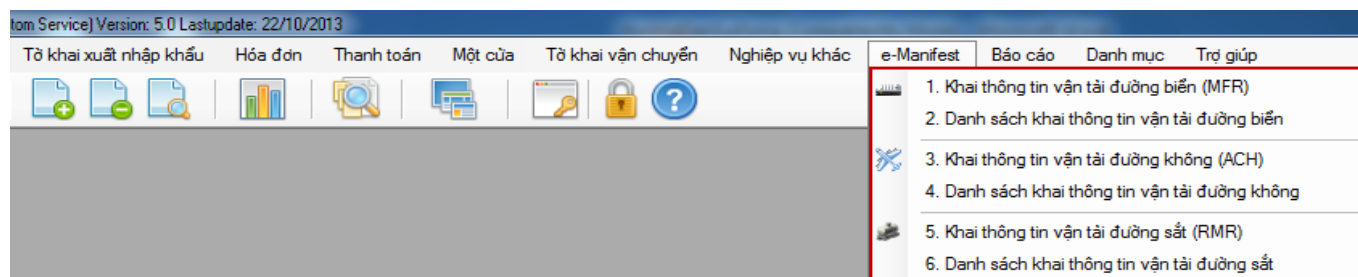 tom Service) Version: 5.0 Lastupdate: 22/10/2013
Tờ khai xuất nhập khẩu Hóa đơn Thanh toán Một cửa Tờ khai vận chuyển Nghiệp vụ khác e-Manifest Báo cáo Danh mục Trợ giúp
1. Khai thông tin vận tải đường biển (MFR)
2. Danh sách khai thông tin vận tải đường biển
3. Khai thông tin vận tải đường không (ACH)
4. Danh sách khai thông tin vận tải đường không
5. Khai thông tin vận tải đường sắt (RMR)
6. Danh sách khai thông tin vận tải đường sắt